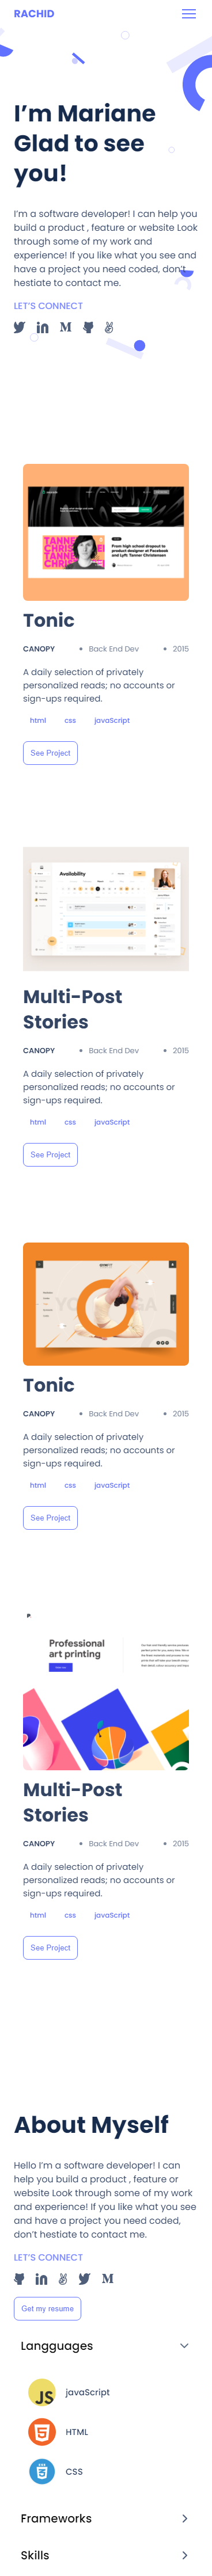 RACHID
I’m Mariane
Glad to see
you!
I’m a software developer! I can help you
build a product , feature or website Look
through some of my work and
experience! If you like what you see and
have a project you need coded, don’t
hestiate to contact me.
LET’S CONNECT
Tonic
CANOPY • Back End Dev • 2015
A daily selection of privately
personalized reads; no accounts or
sign-ups required.
html css javaScript
See Project
Availability
Multi-Post
Stories
CANOPY • Back End Dev • 2015
A daily selection of privately
personalized reads; no accounts or
sign-ups required.
html css javaScript
See Project
Tonic
CANOPY • Back End Dev • 2015
A daily selection of privately
personalized reads; no accounts or
sign-ups required.
html css javaScript
See Project
Professional
art printing
Multi-Post
Stories
CANOPY • Back End Dev • 2015
A daily selection of privately
personalized reads; no accounts or
sign-ups required.
html css javaScript
See Project
About Myself
Hello I’m a software developer! I can
help you build a product , feature or
website Look through some of my work
and experience! If you like what you see
and have a project you need coded,
don’t hestiate to contact me.
LET’S CONNECT
Get my resume
Langguages
JS javaScript
HTML
CSS
Frameworks
Skills